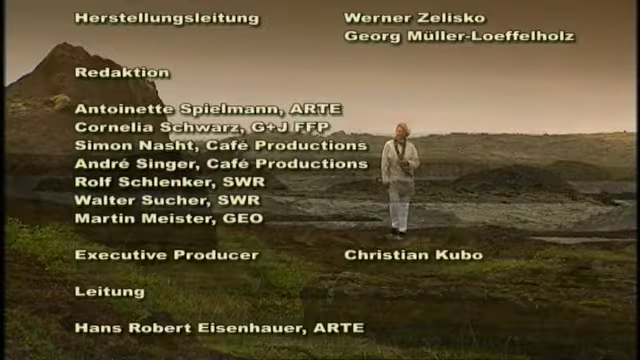 Herstellungsleitung Werner Zelisko
Georg Müller-Loeffelholz
Redaktion
Antoinette Spielmann, ARTE
Cornelia Schwarz, G+J FFP
Simon Nasht, Café Productions
André Singer, Café Productions
Rolf Schlenker, SWR
Walter Sucher, SWR
Martin Meister, GEO
Executive Producer Christian Kubo
Leitung
Hans Robert Eisenhauer, ARTE